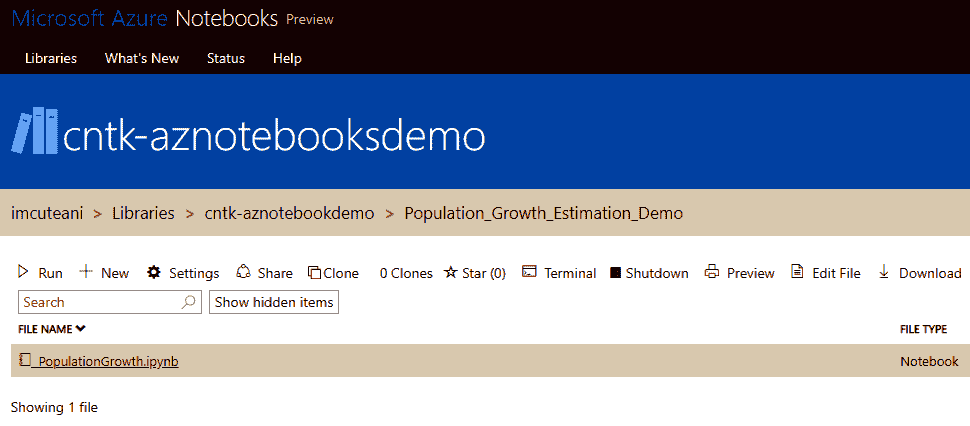 Microsoft Azure Notebooks Preview
Libraries What's New Status Help
cntk-aznotebooksdemo
imcuteani > Libraries > cntk-aznotebookdemo > Population_Growth_Estimation_Demo
Run New Settings Share Clone 0 Clones Star (0) Terminal Shutdown Preview Edit File Download
Search Show hidden items
FILE NAME FILE TYPE
PopulationGrowth.ipynb Notebook
Showing 1 file